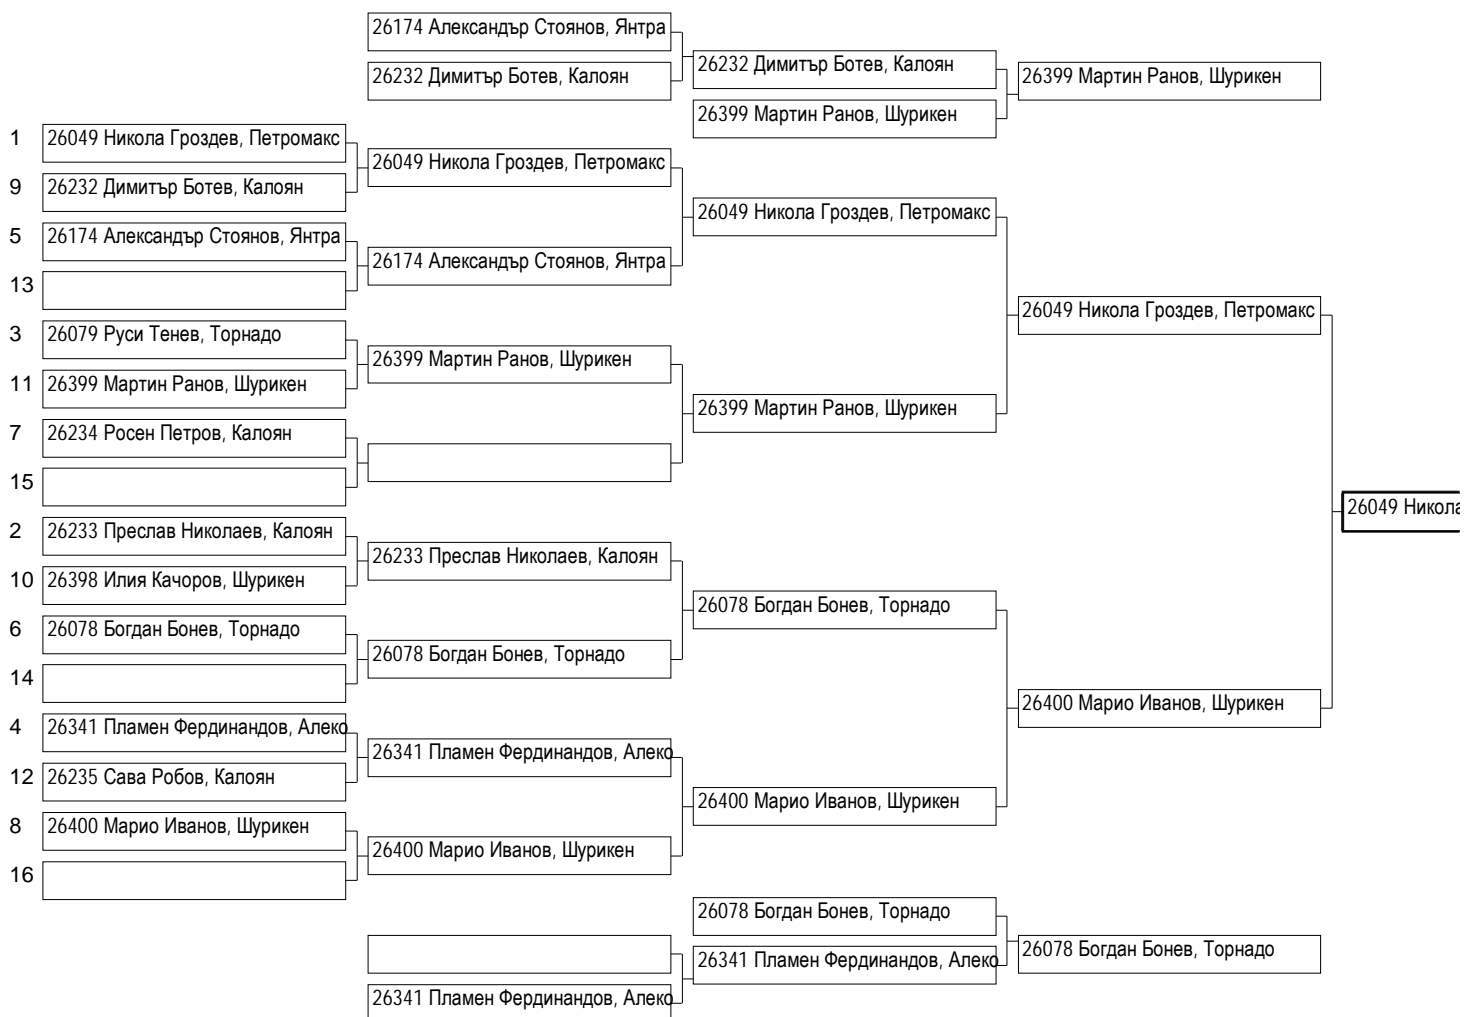 26174 Александър Стоянов, Янтра
26232 Димитър Ботев, Калоян
26232 Димитър Ботев, Калоян
26399 Мартин Ранов, Шурикен
26399 Мартин Ранов, Шурикен
1 26049 Никола Гроздев, Петромакс
9 26232 Димитър Ботев, Калоян
5 26174 Александър Стоянов, Янтра
13
3 26079 Руси Тенев, Торнадо
11 26399 Мартин Ранов, Шурикен
7 26234 Росен Петров, Калоян
15
2 26233 Преслав Николаев, Калоян
10 26398 Илия Качоров, Шурикен
6 26078 Богдан Бонев, Торнадо
14
4 26341 Пламен Фердинандов, Алеко
12 26235 Сава Робов, Калоян
8 26400 Марио Иванов, Шурикен
16
26049 Никола Гроздев, Петромакс
26174 Александър Стоянов, Янтра
26399 Мартин Ранов, Шурикен
26233 Преслав Николаев, Калоян
26078 Богдан Бонев, Торнадо
26341 Пламен Фердинандов, Алеко
26400 Марио Иванов, Шурикен
26049 Никола Гроздев, Петромакс
26399 Мартин Ранов, Шурикен
26078 Богдан Бонев, Торнадо
26400 Марио Иванов, Шурикен
26049 Никола Гроздев, Петромакс
26400 Марио Иванов, Шурикен
26049 Никола
26341 Пламен Фердинандов, Алеко
26078 Богдан Бонев, Торнадо
26341 Пламен Фердинандов, Алеко
26078 Богдан Бонев, Торнадо